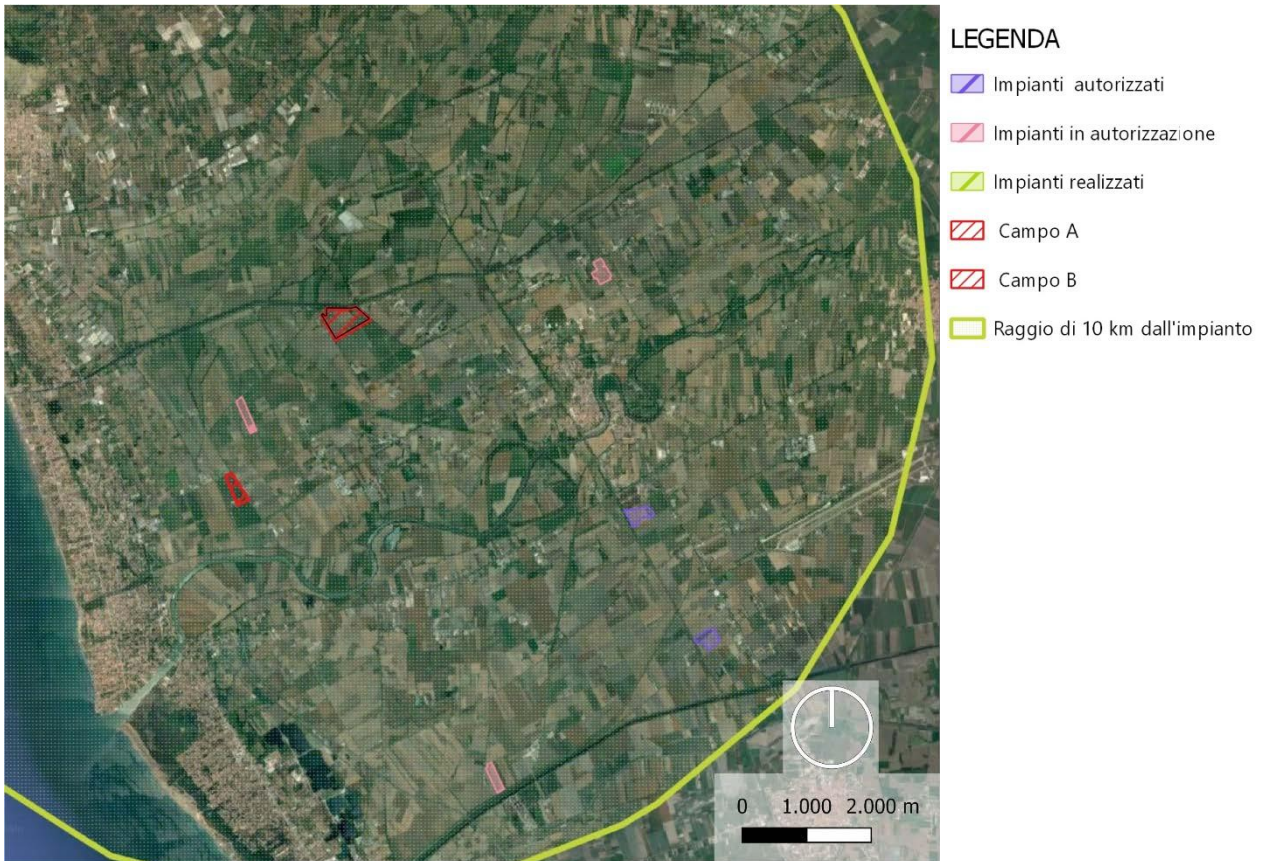 LEGENDA
Impianti autorizzati
Impianti in autorizzazione
Impianti realizzati
Campo A
Campo B
Raggio di 10 km dall'impianto
0 1.000 2.000 m